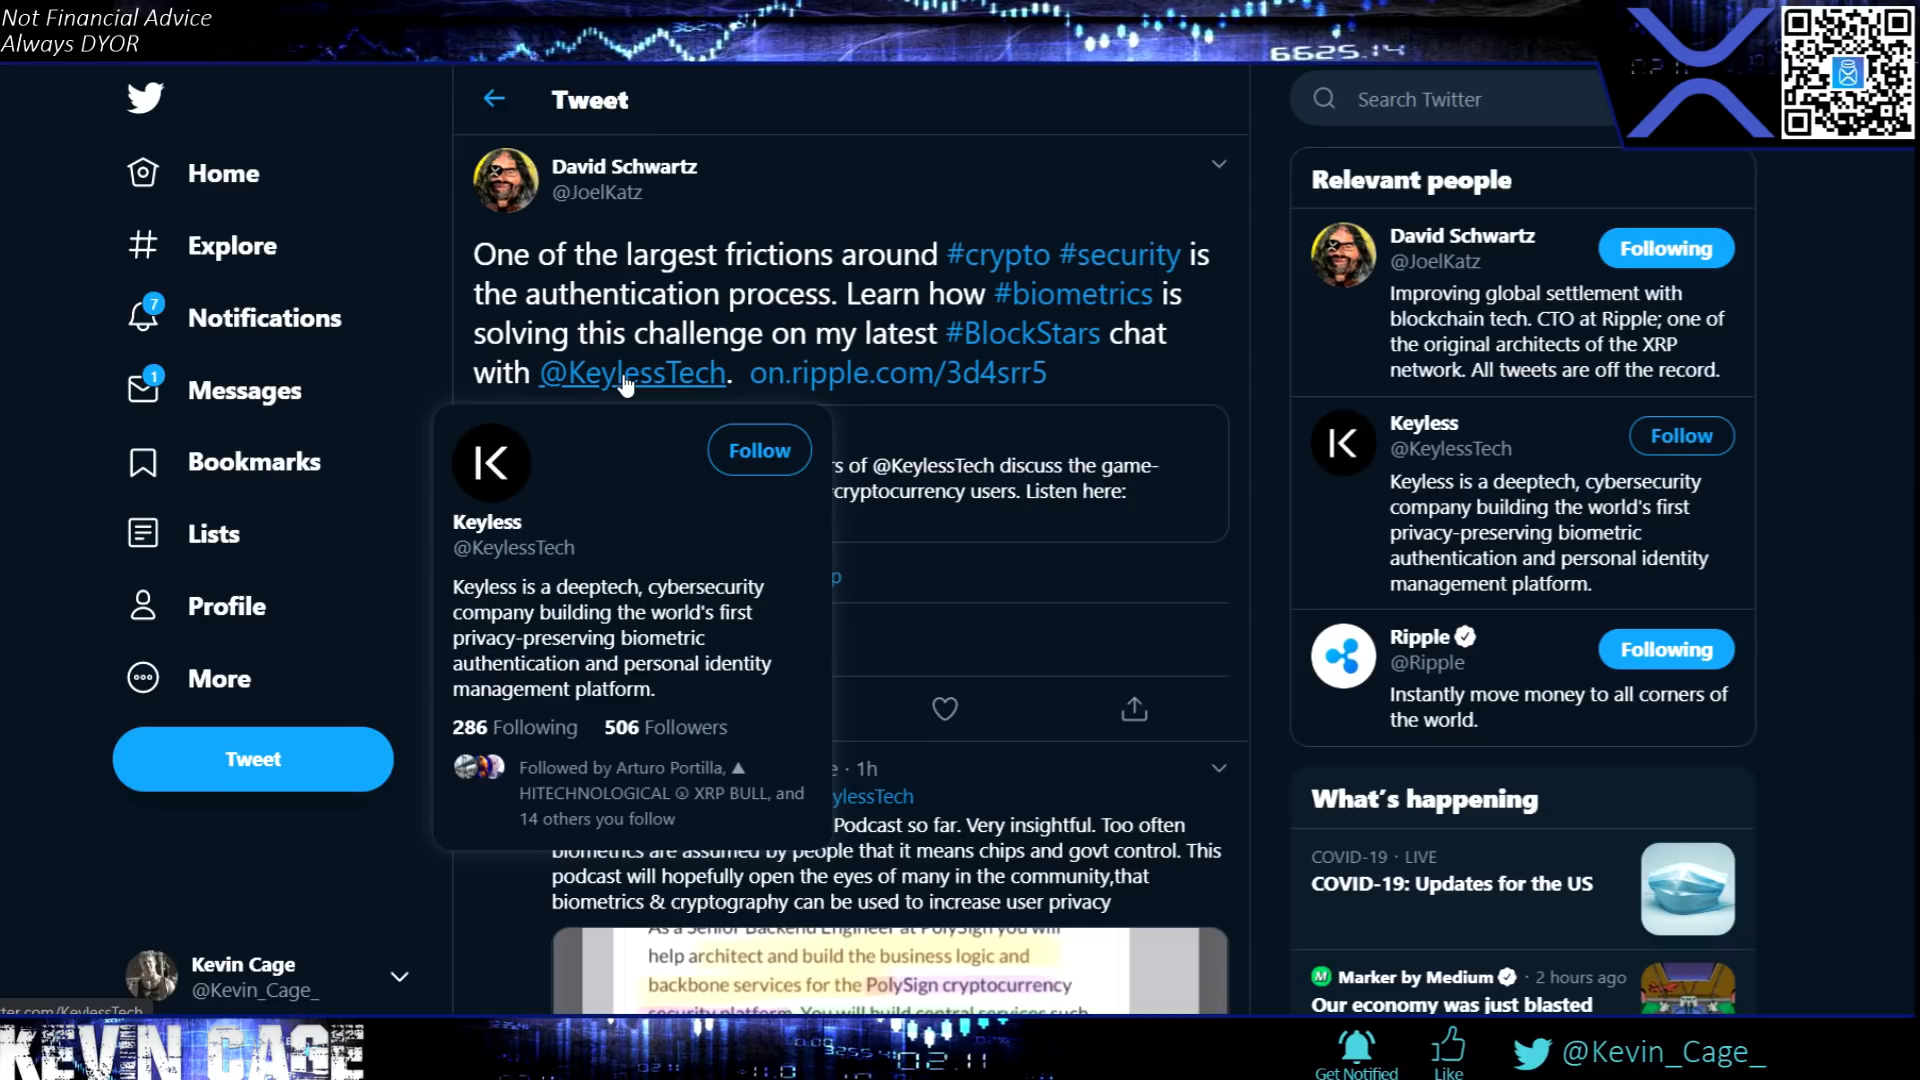 Not Financial Advice
Always DYOR
6625.14
Tweet
Search Twitter
Home
Explore
7
Notifications
1
Messages
Bookmarks
Lists
Profile
More
Tweet
Kevin Cage
@Kevin_Cage_
David Schwartz
@JoelKatz
One of the largest frictions around #crypto #security is
the authentication process. Learn how #biometrics is
solving this challenge on my latest #BlockStars chat
with @KeylessTech. on.ripple.com/3d4srr5
s of @KeylessTech discuss the game-
cryptocurrency users. Listen here:
Follow
Keyless
@KeylessTech
Keyless is a deeptech, cybersecurity
company building the world's first
privacy-preserving biometric
authentication and personal identity
management platform.
286 Following 506 Followers
Followed by Arturo Portilla, ▲
HITECHNOLOGICAL XRP BULL, and
14 others you follow
· 1h
ylessTech
Podcast so far. Very insightful. Too often
biometrics are assumed by people that it means chips and govt control. This
podcast will hopefully open the eyes of many in the community,that
biometrics & cryptography can be used to increase user privacy
As a Senior Backend Engineer at PolySign you will
help architect and build the business logic and
backbone services for the PolySign cryptocurrency
security platform. You will build central services such
Relevant people
David Schwartz
@JoelKatz
Following
Improving global settlement with
blockchain tech. CTO at Ripple; one of
the original architects of the XRP
network. All tweets are off the record.
Keyless
@KeylessTech
Follow
Keyless is a deeptech, cybersecurity
company building the world's first
privacy-preserving biometric
authentication and personal identity
management platform.
Ripple
@Ripple
Following
Instantly move money to all corners of
the world.
What's happening
COVID-19 · LIVE
COVID-19: Updates for the US
Marker by Medium · 2 hours ago
Our economy was just blasted
ter.com/KeylessTech
KEVIN CAGE
02.11
Get Notified
Like
@Kevin_Cage_